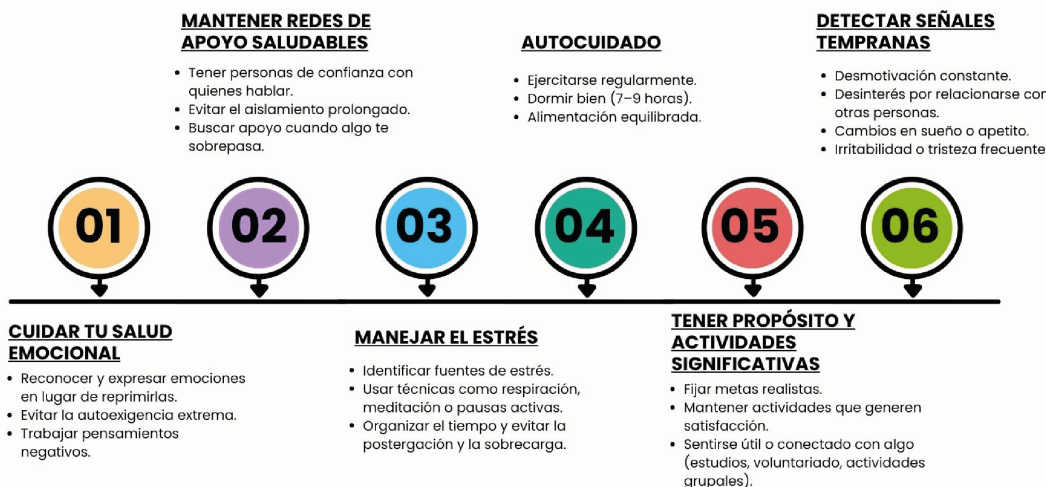 MANTENER REDES DE
APOYO SALUDABLES
• Tener personas de confianza con
quienes hablar.
• Evitar el aislamiento prolongado.
• Buscar apoyo cuando algo te
sobrepasa.
AUTOCUIDADO
• Ejercitarse regularmente.
• Dormir bien (7–9 horas).
• Alimentación equilibrada.
DETECTAR SEÑALES
TEMPRANAS
• Desmotivación constante.
• Desinterés por relacionarse con
otras personas.
• Cambios en sueño o apetito.
• Irritabilidad o tristeza frecuente
01
02
03
04
05
06
CUIDAR TU SALUD
EMOCIONAL
• Reconocer y expresar emociones
en lugar de reprimirlas.
• Evitar la autoexigencia extrema.
• Trabajar pensamientos
negativos.
MANEJAR EL ESTRÉS
• Identificar fuentes de estrés.
• Usar técnicas como respiración,
meditación o pausas activas.
• Organizar el tiempo y evitar la
postergación y la sobrecarga.
TENER PROPÓSITO Y
ACTIVIDADES
SIGNIFICATIVAS
• Fijar metas realistas.
• Mantener actividades que generen
satisfacción.
• Sentirse útil o conectado con algo
(estudios, voluntariado, actividades
grupales).